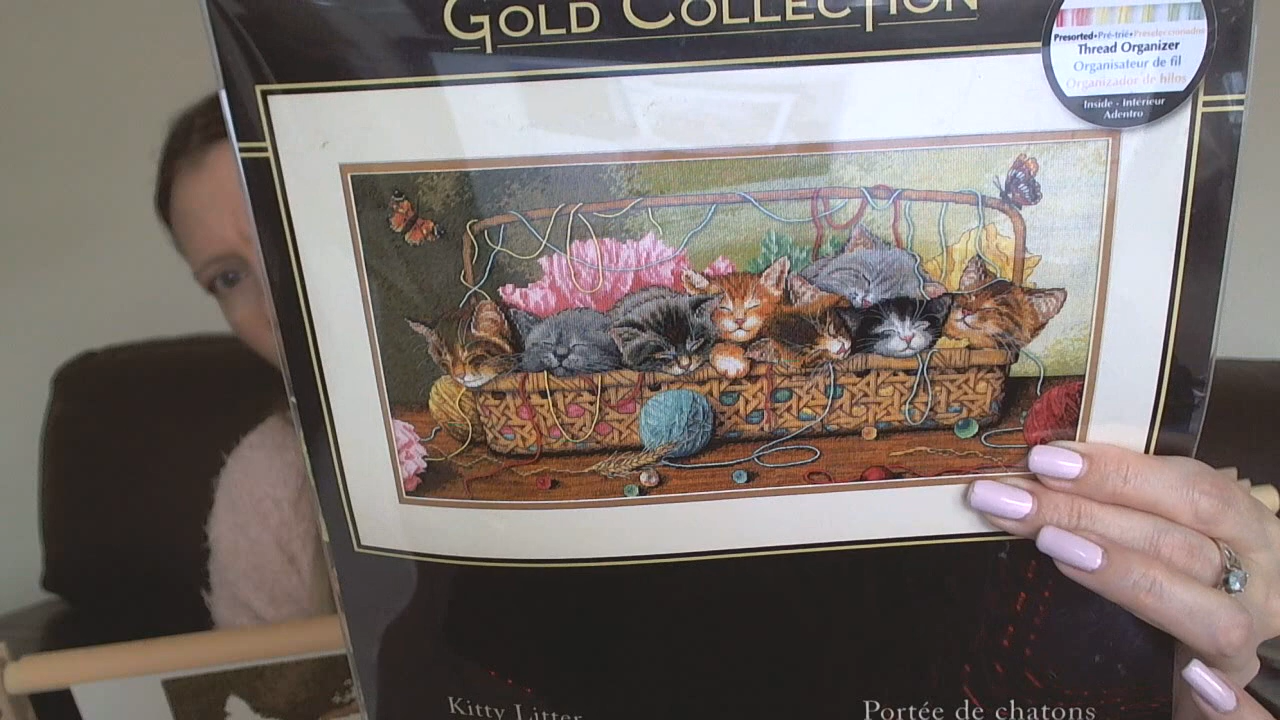 GOLD COLLECTION
Presorted•Pré-trié•Preseleccionados
Thread Organizer
Organisateur de fil
Organizador de hilos
Inside - Intérieur
Adentro
Kitty Litter
Portée de chatons